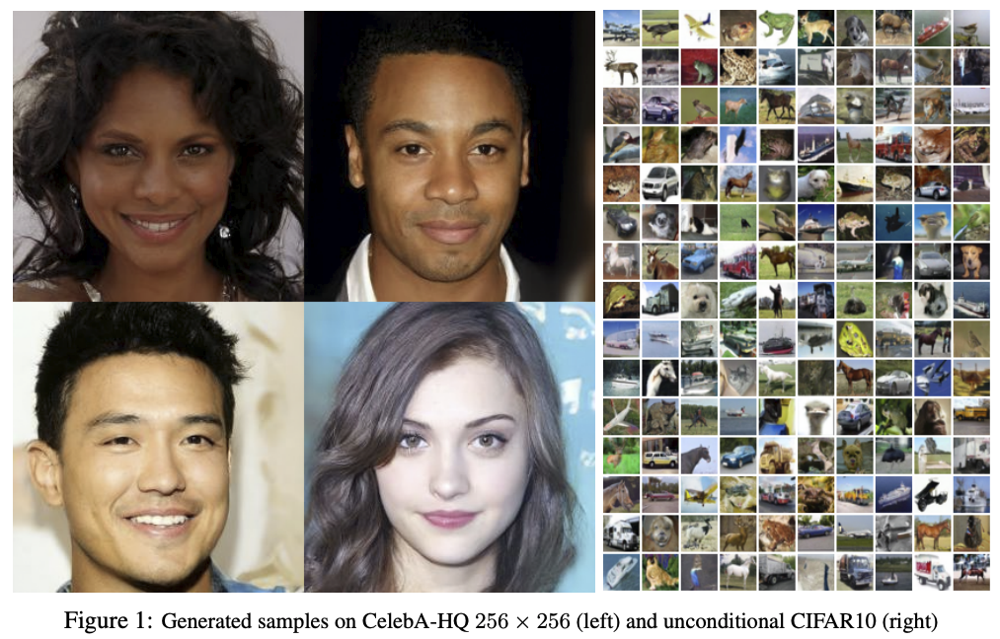 Figure 1: Generated samples on CelebA-HQ 256 × 256 (left) and unconditional CIFAR10 (right)